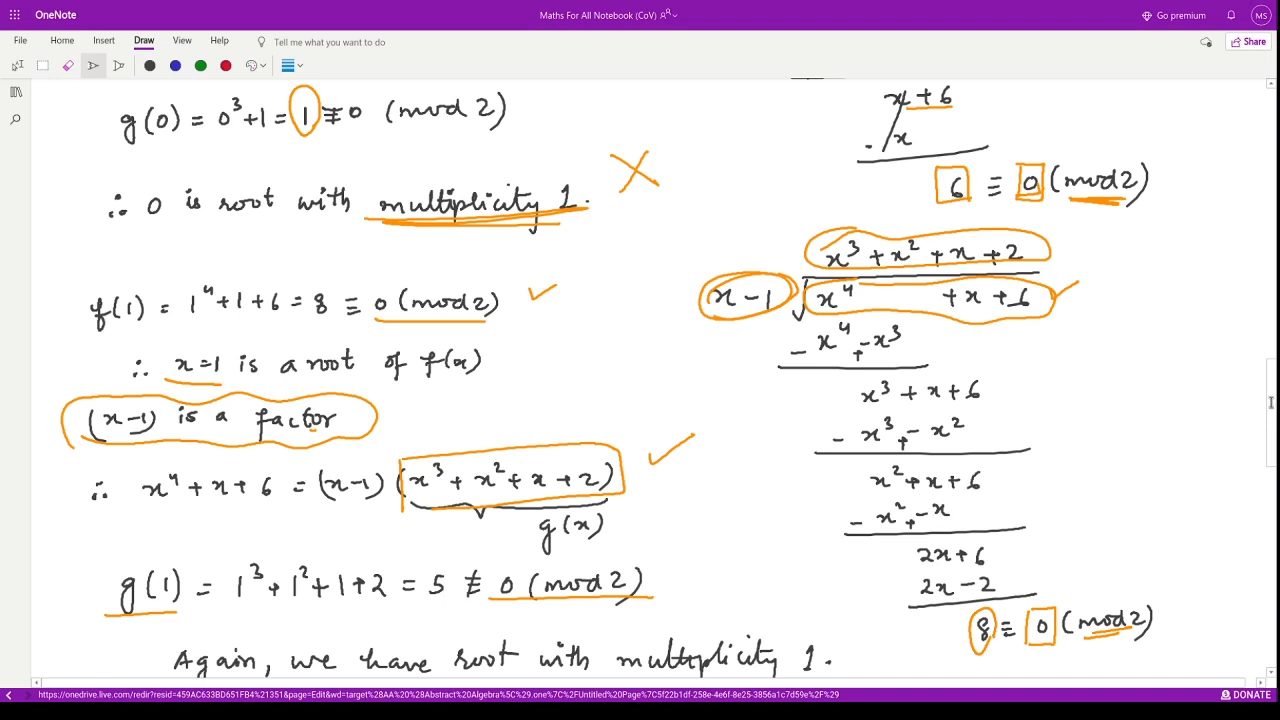 OneNote
Maths For All Notebook (CoV)
Go premium
MS
File Home Insert Draw View Help Tell me what you want to do
Share
g(0) = 0³+1 = 1 ≢ 0 (mod 2)
∴ 0 is root with multiplicity 1.
f(1) = 1⁴+1+6 = 8 ≡ 0 (mod 2)
∴ x=1 is a root of f(x)
(x-1) is a factor
∴ x⁴ + x + 6 = (x-1) (x³ + x² + x + 2)
g(x)
g(1) = 1³ + 1² + 1 + 2 = 5 ≢ 0 (mod 2)
Again, we have root with multiplicity 1.
x + 6
- x
6 ≡ 0 (mod 2)
x³ + x² + x + 2
x - 1 √ x⁴ + x + 6
- x⁴ +- x³
x³ + x + 6
- x³ +- x²
x² + x + 6
- x² +- x
2x + 6
2x - 2
8 ≡ 0 (mod 2)
https://onedrive.live.com/redir?resid=459AC633BD651FB4%21351&page=Edit&wd=target%28AA%20%28Abstract%20Algebra%5C%29.one%7C%2FUntitled%20Page%7C5f22b1df-258e-4e6f-8e25-3856a1c7d59e%2F%29
DONATE